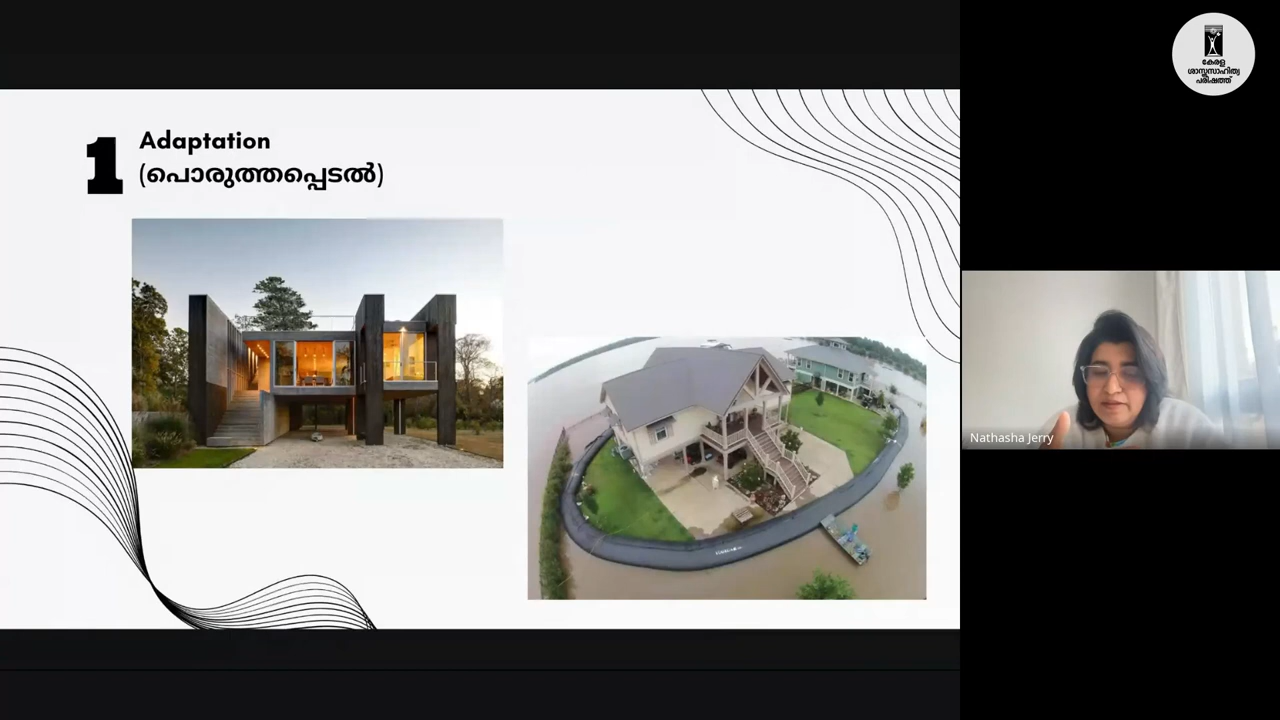 1
Adaptation
(പൊരുത്തപ്പെടൽ)
Nathasha Jerry
കേരള
ശാസ്ത്രസാഹിത്യ
പരിഷത്ത്